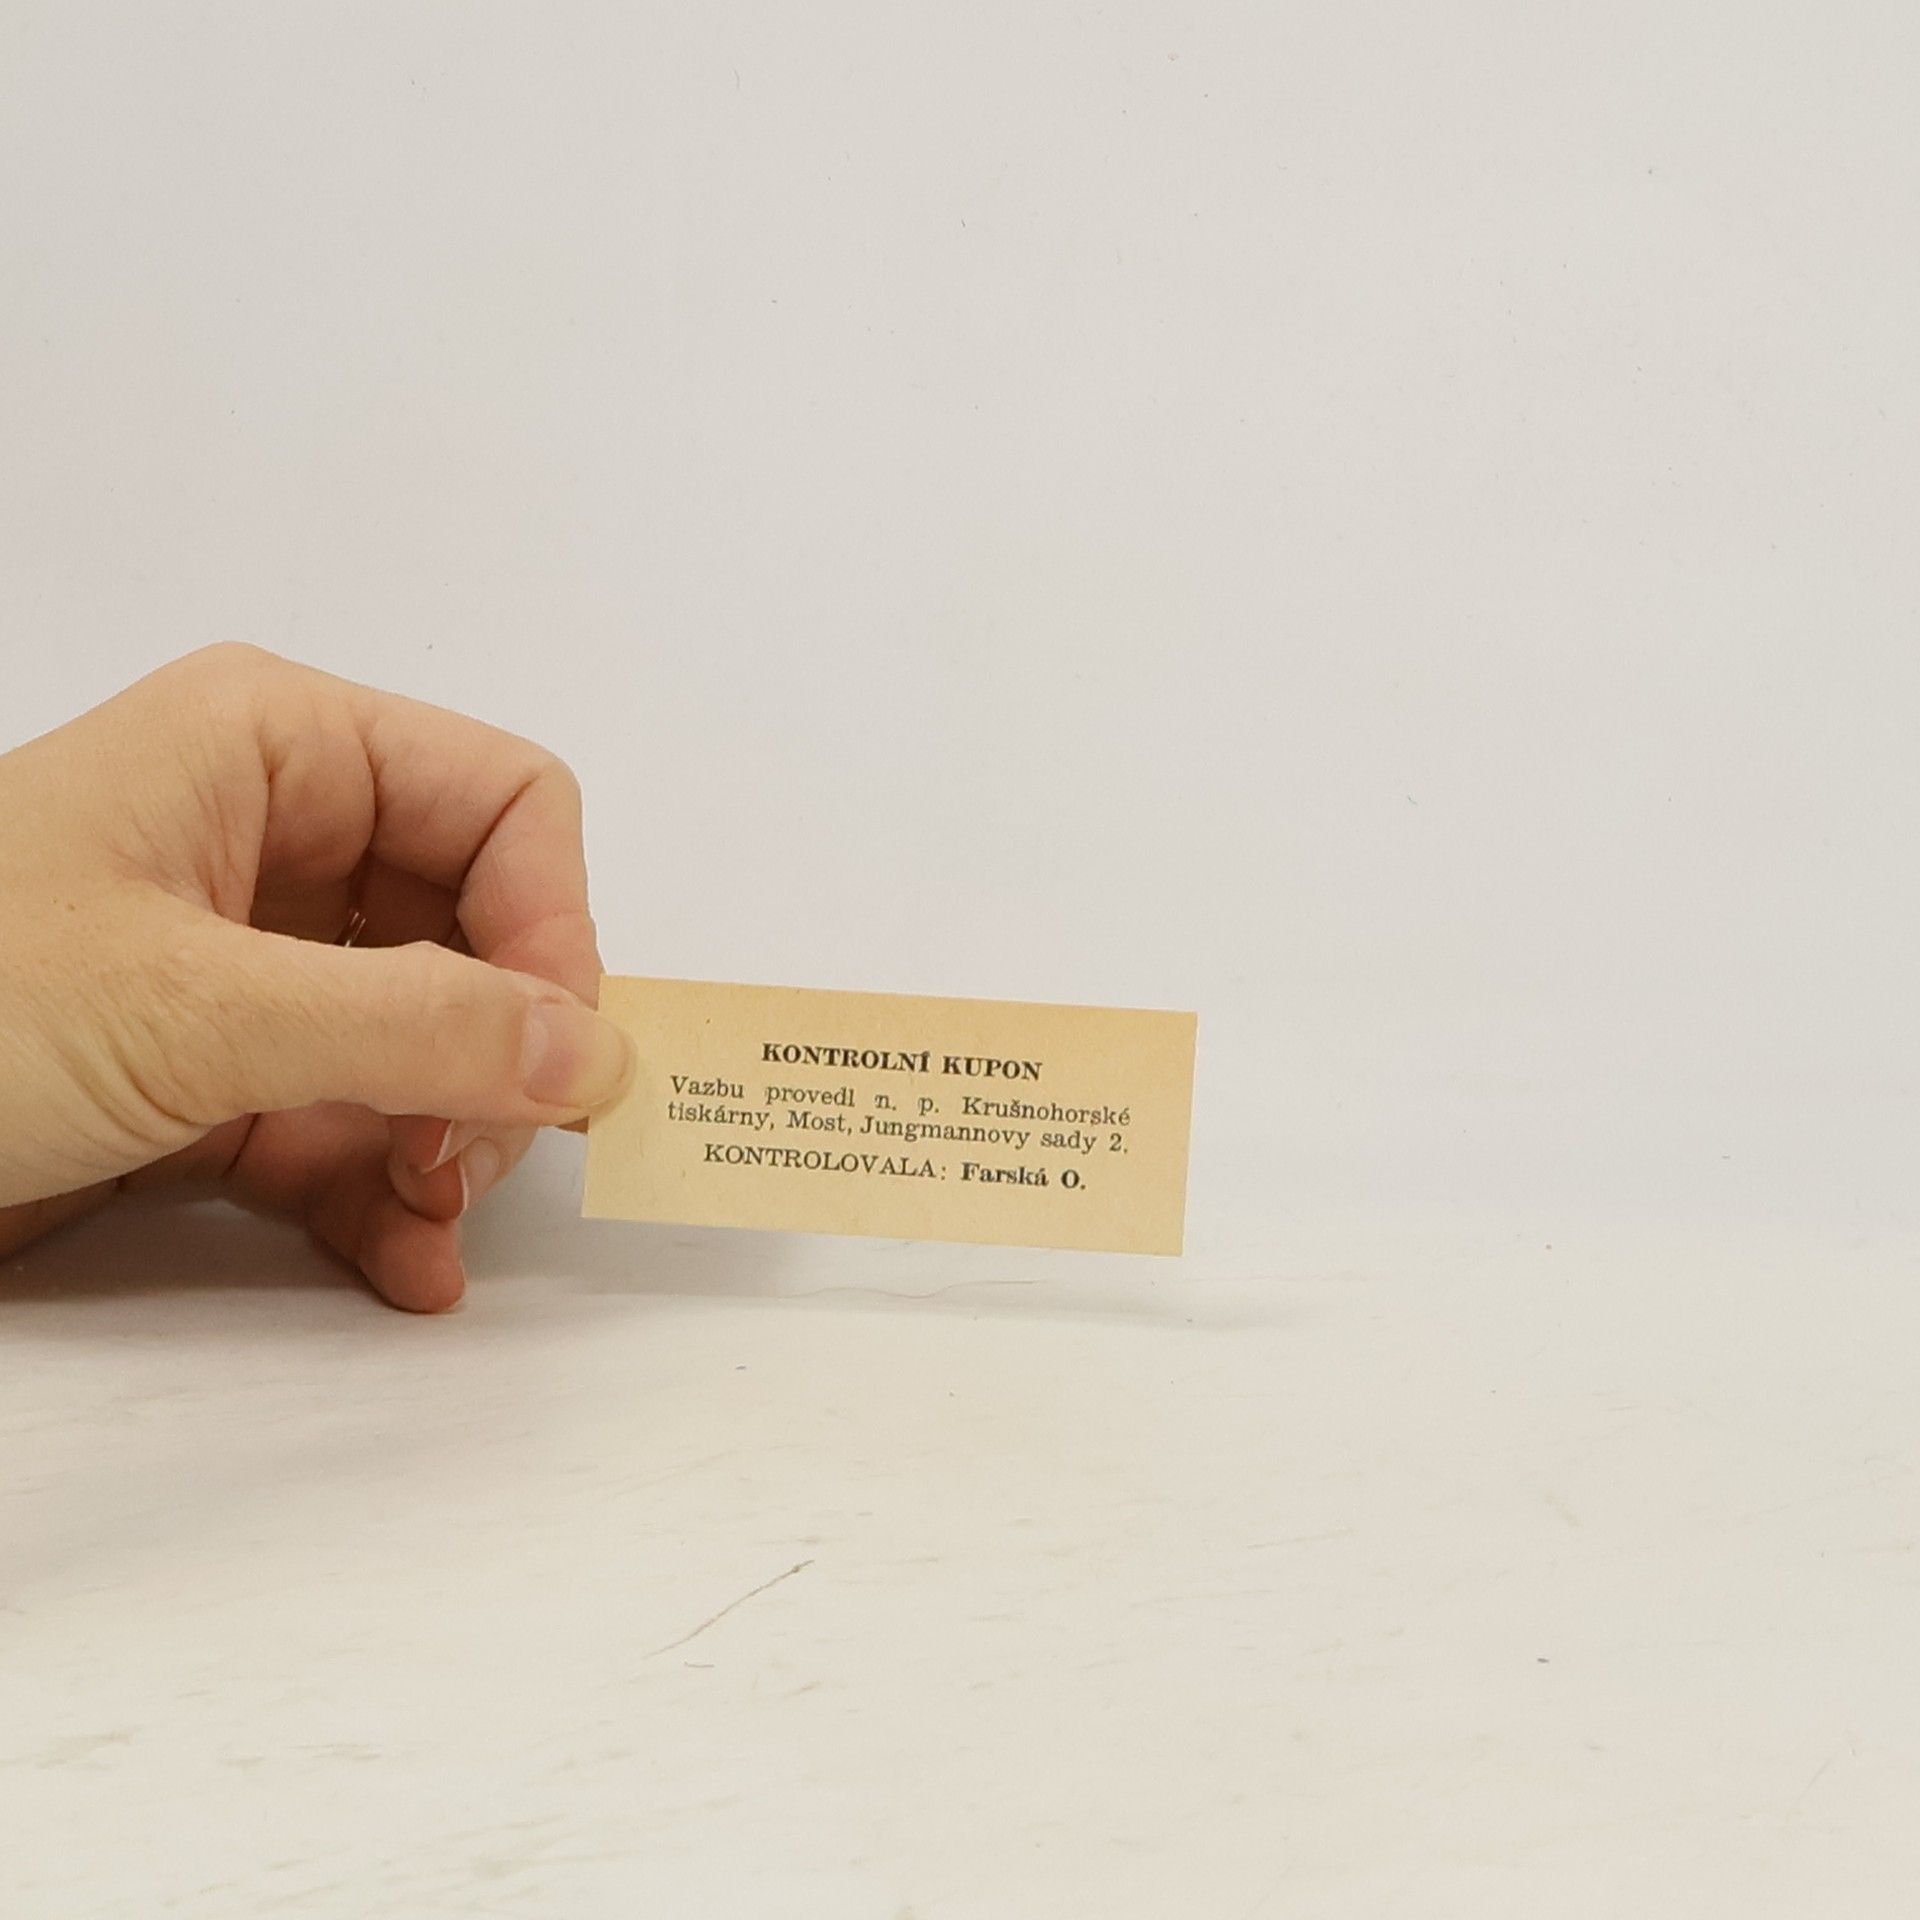 KONTROLNÍ KUPON
Vazbu provedl n. p. Krušnohorské
tiskárny, Most, Jungmannovy sady 2.
KONTROLOVALA: Farská O.